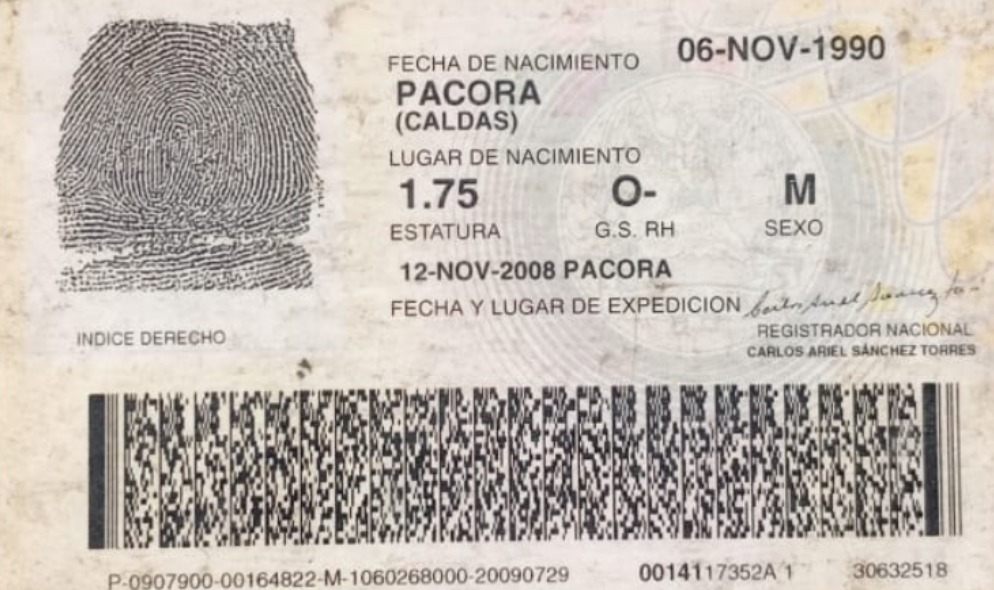 FECHA DE NACIMIENTO 06-NOV-1990
PACORA
(CALDAS)
LUGAR DE NACIMIENTO
1.75 O- M
ESTATURA G.S. RH SEXO
12-NOV-2008 PACORA
FECHA Y LUGAR DE EXPEDICION
INDICE DERECHO
REGISTRADOR NACIONAL
CARLOS ARIEL SÁNCHEZ TORRES
P-0907900-00164822-M-1060268000-20090729 0014117352A 1 30632518